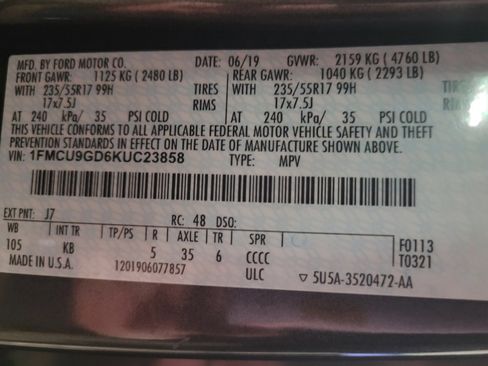 MFD. BY FORD MOTOR CO. DATE: 06/19 GVWR: 2159 KG (4760 LB)
FRONT GAWR: 1125 KG (2480 LB) REAR GAWR: 1040 KG (2293 LB)
WITH 235/55R17 99H TIRES WITH 235/55R17 99H TIRES
17x7.5J RIMS 17x7.5J RIMS
AT 240 kPa/ 35 PSI COLD AT 240 kPa/ 35 PSI COLD
THIS VEHICLE CONFORMS TO ALL APPLICABLE FEDERAL MOTOR VEHICLE SAFETY AND THEFT
PREVENTION STANDARDS IN EFFECT ON THE DATE OF MANUFACTURE SHOWN ABOVE.
VIN: 1FMCU9GD6KUC23858 TYPE: MPV
EXT PNT: J7 RC: 48 DSO:
WB INT TR TP/PS R AXLE TR SPR F0113
105 KB 5 35 6 CCCC T0321
MADE IN U.S.A. 1201906077857 ULC ▽ 5U5A-3520472-AA